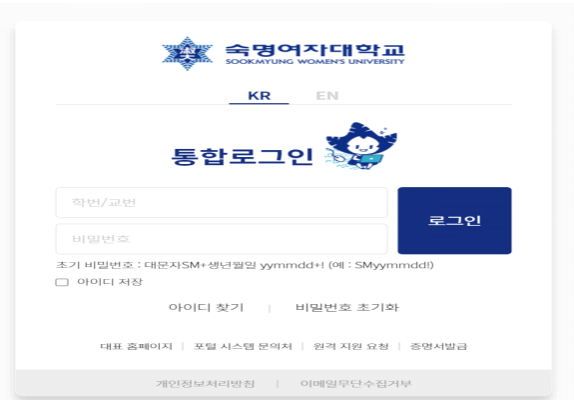 숙명여자대학교
SOOKMYUNG WOMEN'S UNIVERSITY
KR EN
통합로그인
학번/교번
로그인
비밀번호
초기 비밀번호 : 대문자SM+생년월일 yymmdd+! (예 : SMyymmdd!)
아이디 저장
아이디 찾기 | 비밀번호 초기화
대표 홈페이지 | 포털 시스템 문의처 | 원격 지원 요청 | 증명서발급
개인정보처리방침 | 이메일무단수집거부